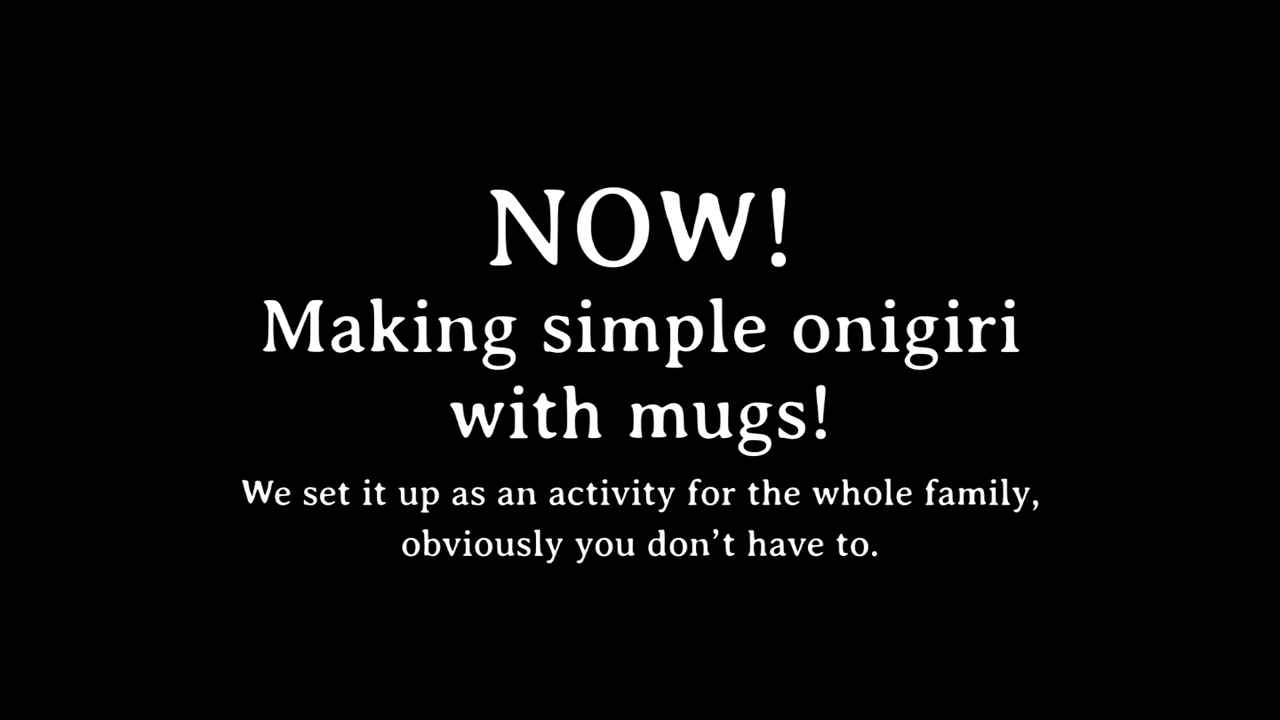 NOW!
Making simple onigiri
with mugs!
We set it up as an activity for the whole family,
obviously you don’t have to.